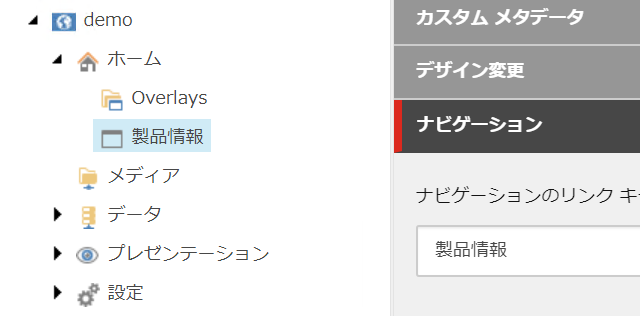 demo
ホーム
Overlays
製品情報
メディア
データ
プレゼンテーション
設定
カスタム メタデータ
デザイン変更
ナビゲーション
ナビゲーションのリンク キ
製品情報